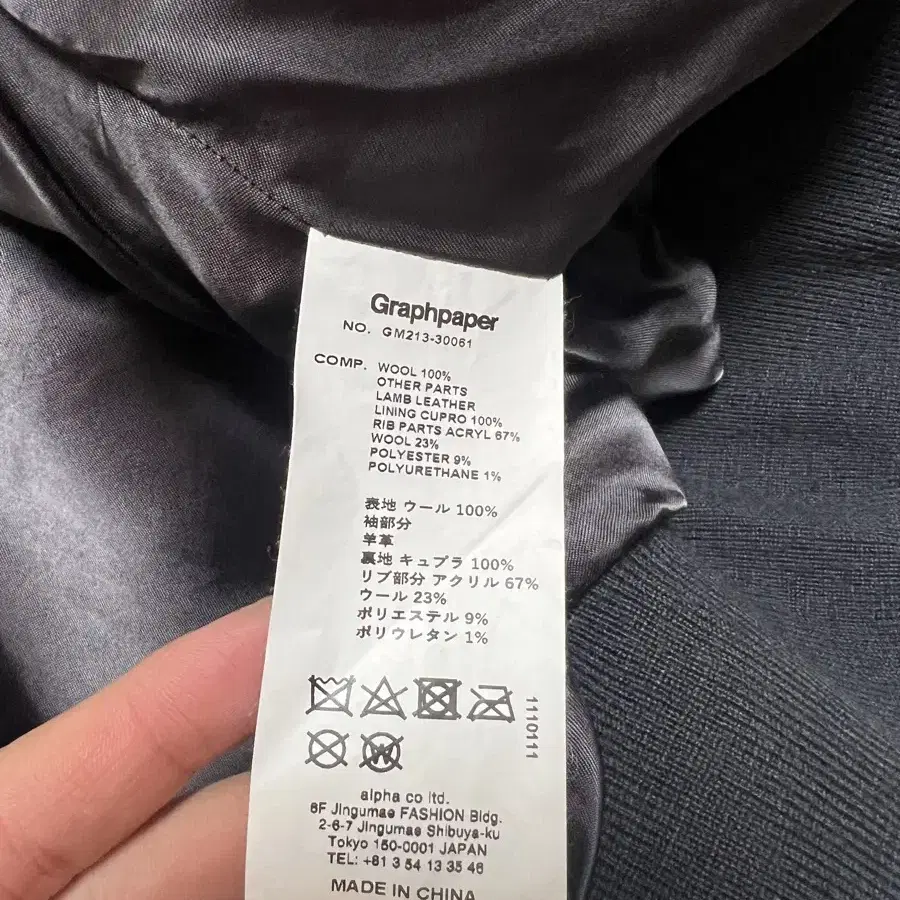 Graphpaper
NO. GM213-30061
COMP. WOOL 100%
OTHER PARTS
LAMB LEATHER
LINING CUPRO 100%
RIB PARTS ACRYL 67%
WOOL 23%
POLYESTER 9%
POLYURETHANE 1%
表地 ウール 100%
袖部分
羊革
裏地 キュプラ 100%
リブ部分 アクリル 67%
ウール 23%
ポリエステル 9%
ポリウレタン 1%
W
1110111
alpha co ltd.
6F Jingumae FASHION Bldg.
2-6-7 Jingumae Shibuya-ku
Tokyo 150-0001 JAPAN
TEL: +81 3 54 13 35 46
MADE IN CHINA